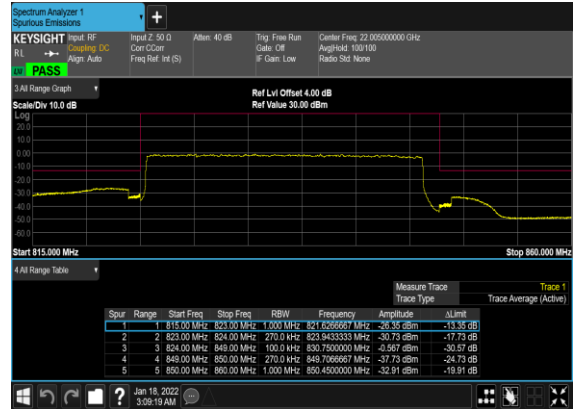 Spectrum Analyzer 1
Spurious Emissions
KEYSIGHT Input: RF Input Z: 50 Ω Atten: 40 dB Trig: Free Run Center Freq: 22.005000000 GHz
RL Coupling: DC Corr CCorr Gate: Off Avg|Hold: 100/100
Align: Auto Freq Ref: Int (S) IF Gain: Low Radio Std: None
LXI PASS
3 All Range Graph
Ref Lvl Offset 4.00 dB
Scale/Div 10.0 dB Ref Value 30.00 dBm
Log
20.0
10.0
0.00
-10.0
-20.0
-30.0
-40.0
-50.0
-60.0
Start 815.000 MHz Stop 860.000 MHz
4 All Range Table
Measure Trace Trace 1
Trace Type Trace Average (Active)
Spur Range Start Freq Stop Freq RBW Frequency Amplitude ΔLimit
1 1 815.00 MHz 823.00 MHz 1.000 MHz 821.6266667 MHz -26.35 dBm -13.35 dB
2 2 823.00 MHz 824.00 MHz 270.0 kHz 823.9433333 MHz -30.73 dBm -17.73 dB
3 3 824.00 MHz 849.00 MHz 100.0 kHz 830.7500000 MHz -0.567 dBm -30.57 dB
4 4 849.00 MHz 850.00 MHz 270.0 kHz 849.7066667 MHz -37.73 dBm -24.73 dB
5 5 850.00 MHz 860.00 MHz 1.000 MHz 850.4500000 MHz -32.91 dBm -19.91 dB
Jan 18, 2022
3:09:19 AM